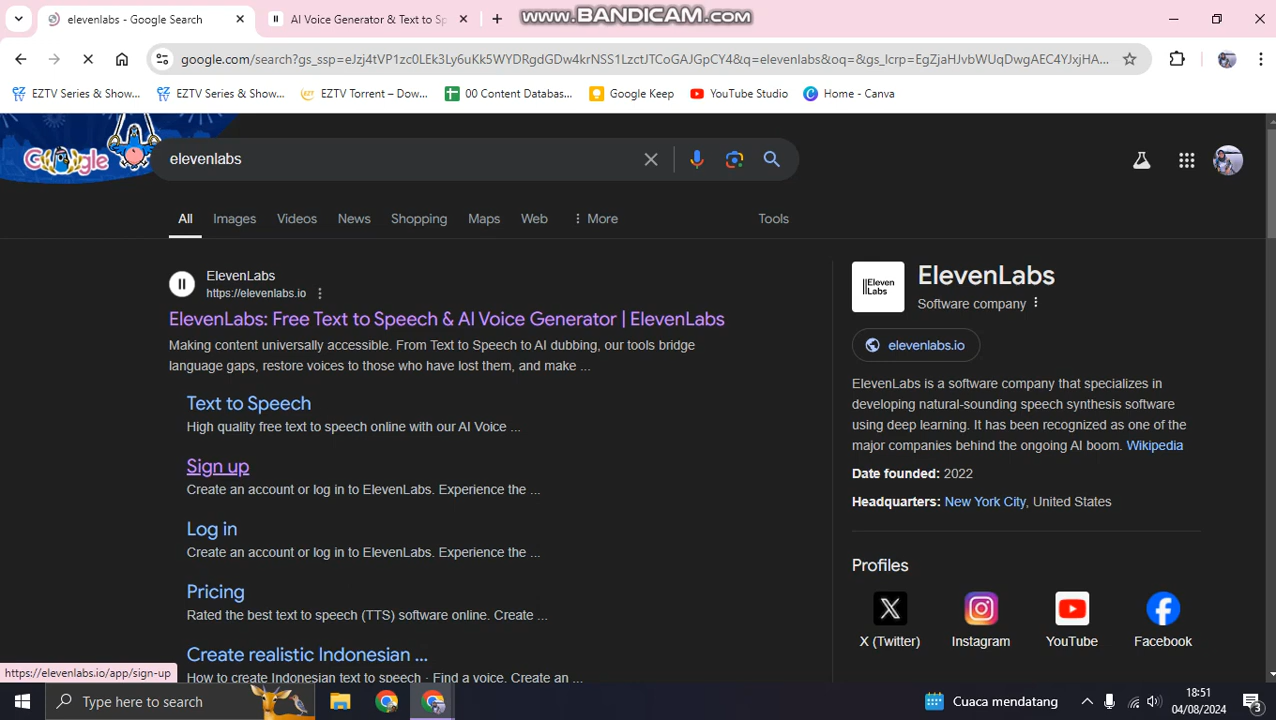 elevenlabs - Google Search
AI Voice Generator & Text to Sp
www.BANDICAM.com
google.com/search?gs_ssp=eJzj4tVP1zc0LEk3Ly6uKk5WYDRgdGDw4krNSS1LzctJTCoGAJGpCY4&q=elevenlabs&oq=&gs_lcrp=EgZjaHJvbWUqDwgAEC4YJxjHA...
EZTV Series & Show...
EZTV Series & Show...
EZTV Torrent – Dow...
00 Content Databas...
Google Keep
YouTube Studio
Home - Canva
elevenlabs
All
Images
Videos
News
Shopping
Maps
Web
More
Tools
ElevenLabs
https://elevenlabs.io
ElevenLabs: Free Text to Speech & AI Voice Generator | ElevenLabs
Making content universally accessible. From Text to Speech to AI dubbing, our tools bridge
language gaps, restore voices to those who have lost them, and make ...
Text to Speech
High quality free text to speech online with our AI Voice ...
Sign up
Create an account or log in to ElevenLabs. Experience the ...
Log in
Create an account or log in to ElevenLabs. Experience the ...
Pricing
Rated the best text to speech (TTS) software online. Create ...
Create realistic Indonesian ...
How to create Indonesian text to speech · Find a voice. Create an ...
Eleven
Labs
ElevenLabs
Software company
elevenlabs.io
ElevenLabs is a software company that specializes in
developing natural-sounding speech synthesis software
using deep learning. It has been recognized as one of the
major companies behind the ongoing AI boom. Wikipedia
Date founded: 2022
Headquarters: New York City, United States
Profiles
X (Twitter)
Instagram
YouTube
Facebook
https://elevenlabs.io/app/sign-up
Type here to search
Cuaca mendatang
18:51
04/08/2024
3